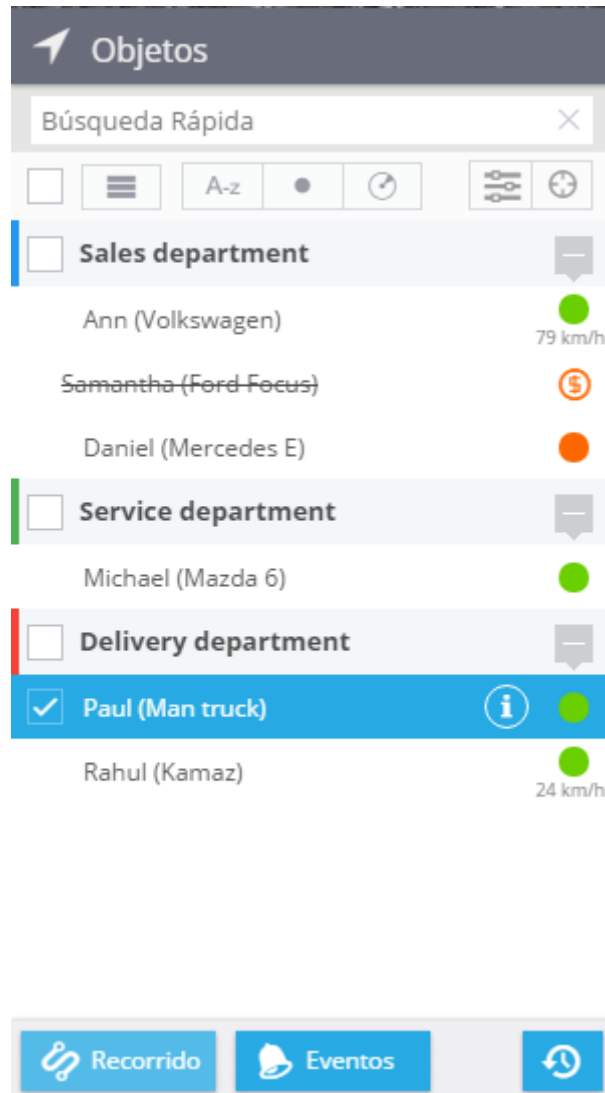 Objetos
Búsqueda Rápida
A-z
Sales department
Ann (Volkswagen)
79 km/h
Samantha (Ford Focus)
Daniel (Mercedes E)
Service department
Michael (Mazda 6)
Delivery department
Paul (Man truck)
Rahul (Kamaz)
24 km/h
Recorrido Eventos